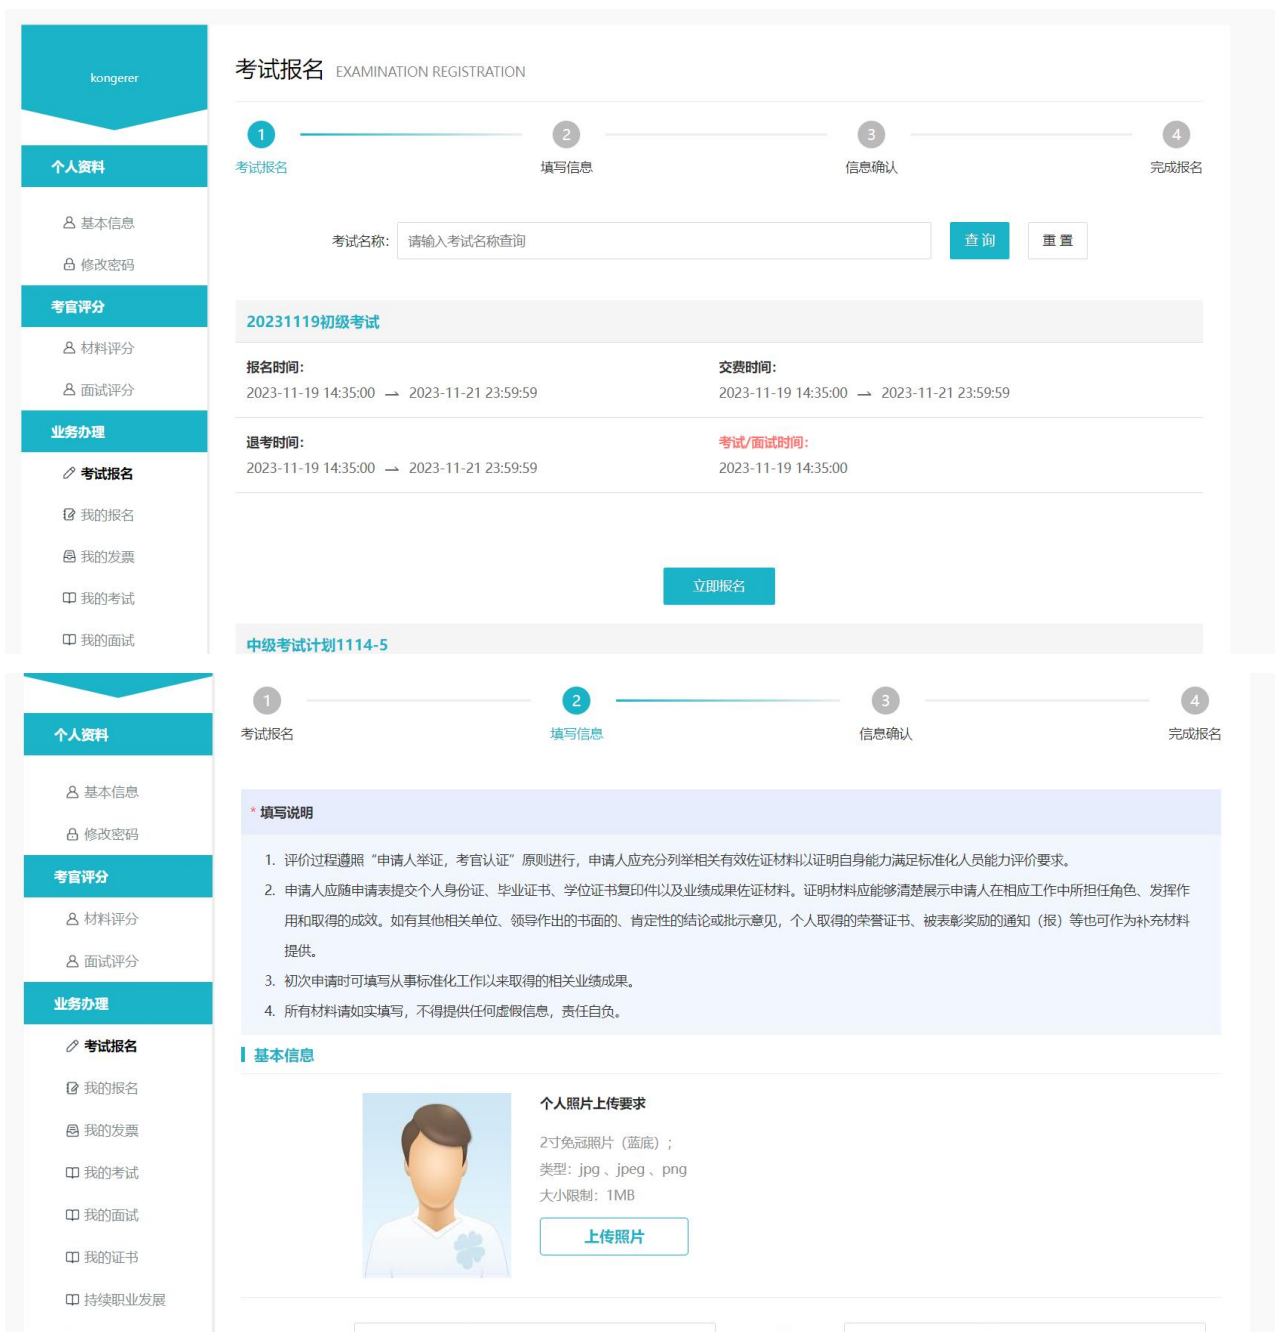 kongerer
考试报名 EXAMINATION REGISTRATION
1 2 3 4
考试报名 填写信息 信息确认 完成报名
个人资料
基本信息
修改密码
考官评分
材料评分
面试评分
业务办理
考试报名
我的报名
我的发票
我的考试
我的面试
考试名称: 请输入考试名称查询 查 询 重 置
20231119初级考试
报名时间: 交费时间:
2023-11-19 14:35:00 → 2023-11-21 23:59:59 2023-11-19 14:35:00 → 2023-11-21 23:59:59
退考时间: 考试/面试时间:
2023-11-19 14:35:00 → 2023-11-21 23:59:59 2023-11-19 14:35:00
立即报名
中级考试计划1114-5
1 2 3 4
考试报名 填写信息 信息确认 完成报名
个人资料
基本信息
修改密码
考官评分
材料评分
面试评分
业务办理
考试报名
我的报名
我的发票
我的考试
我的面试
我的证书
持续职业发展
* 填写说明
1. 评价过程遵照“申请人举证，考官认证”原则进行，申请人应充分列举相关有效佐证材料以证明自身能力满足标准化人员能力评价要求。
2. 申请人应随申请表提交个人身份证、毕业证书、学位证书复印件以及业绩成果佐证材料。证明材料应能够清楚展示申请人在相应工作中所担任角色、发挥作
用和取得的成效。如有其他相关单位、领导作出的书面的、肯定性的结论或批示意见，个人取得的荣誉证书、被表彰奖励的通知（报）等也可作为补充材料
提供。
3. 初次申请时可填写从事标准化工作以来取得的相关业绩成果。
4. 所有材料请如实填写，不得提供任何虚假信息，责任自负。
基本信息
个人照片上传要求
2寸免冠照片（蓝底）;
类型：jpg 、jpeg 、png
大小限制：1MB
上传照片